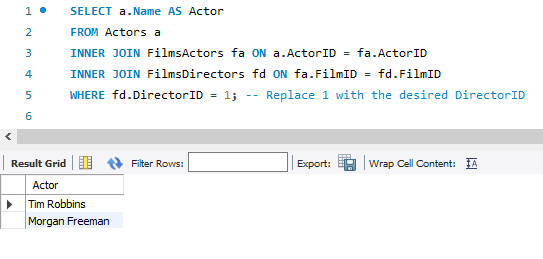 1 SELECT a.Name AS Actor
2 FROM Actors a
3 INNER JOIN FilmsActors fa ON a.ActorID = fa.ActorID
4 INNER JOIN FilmsDirectors fd ON fa.FilmID = fd.FilmID
5 WHERE fd.DirectorID = 1; -- Replace 1 with the desired DirectorID
6
Result Grid Filter Rows: Export: Wrap Cell Content:
Actor
Tim Robbins
Morgan Freeman